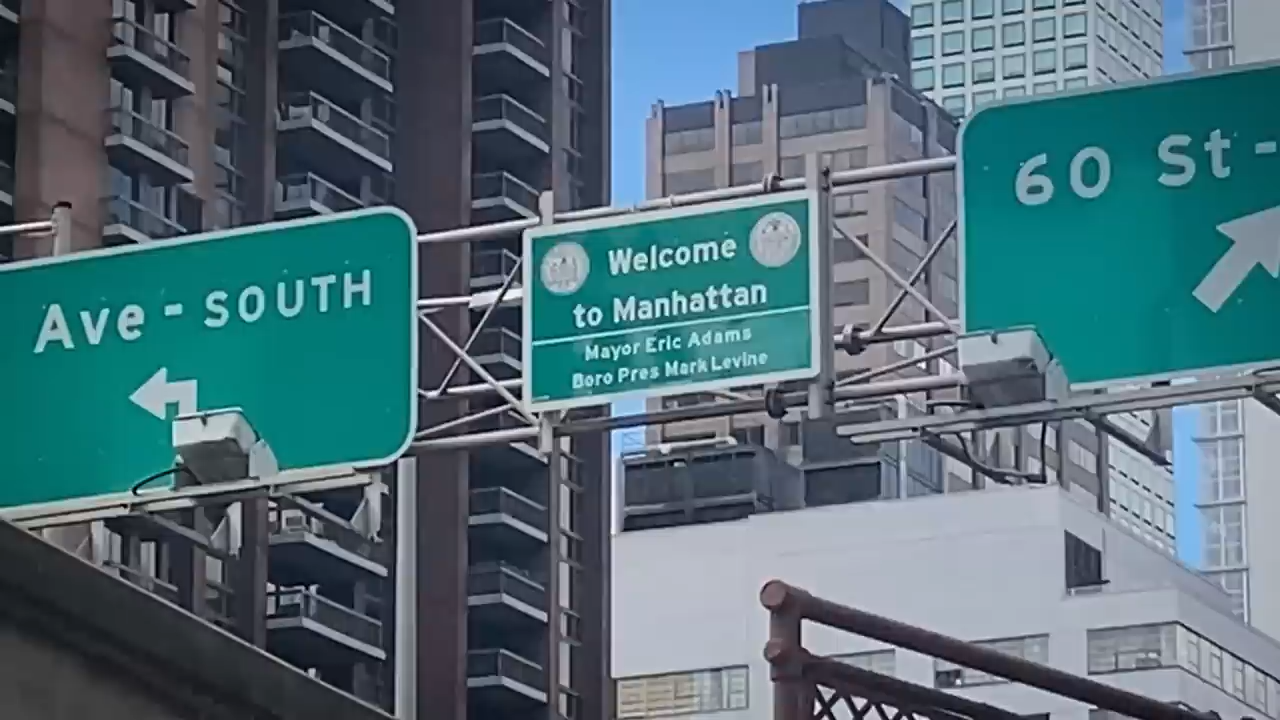 Ave - SOUTH
Welcome
to Manhattan
Mayor Eric Adams
Boro Pres Mark Levine
60 St -